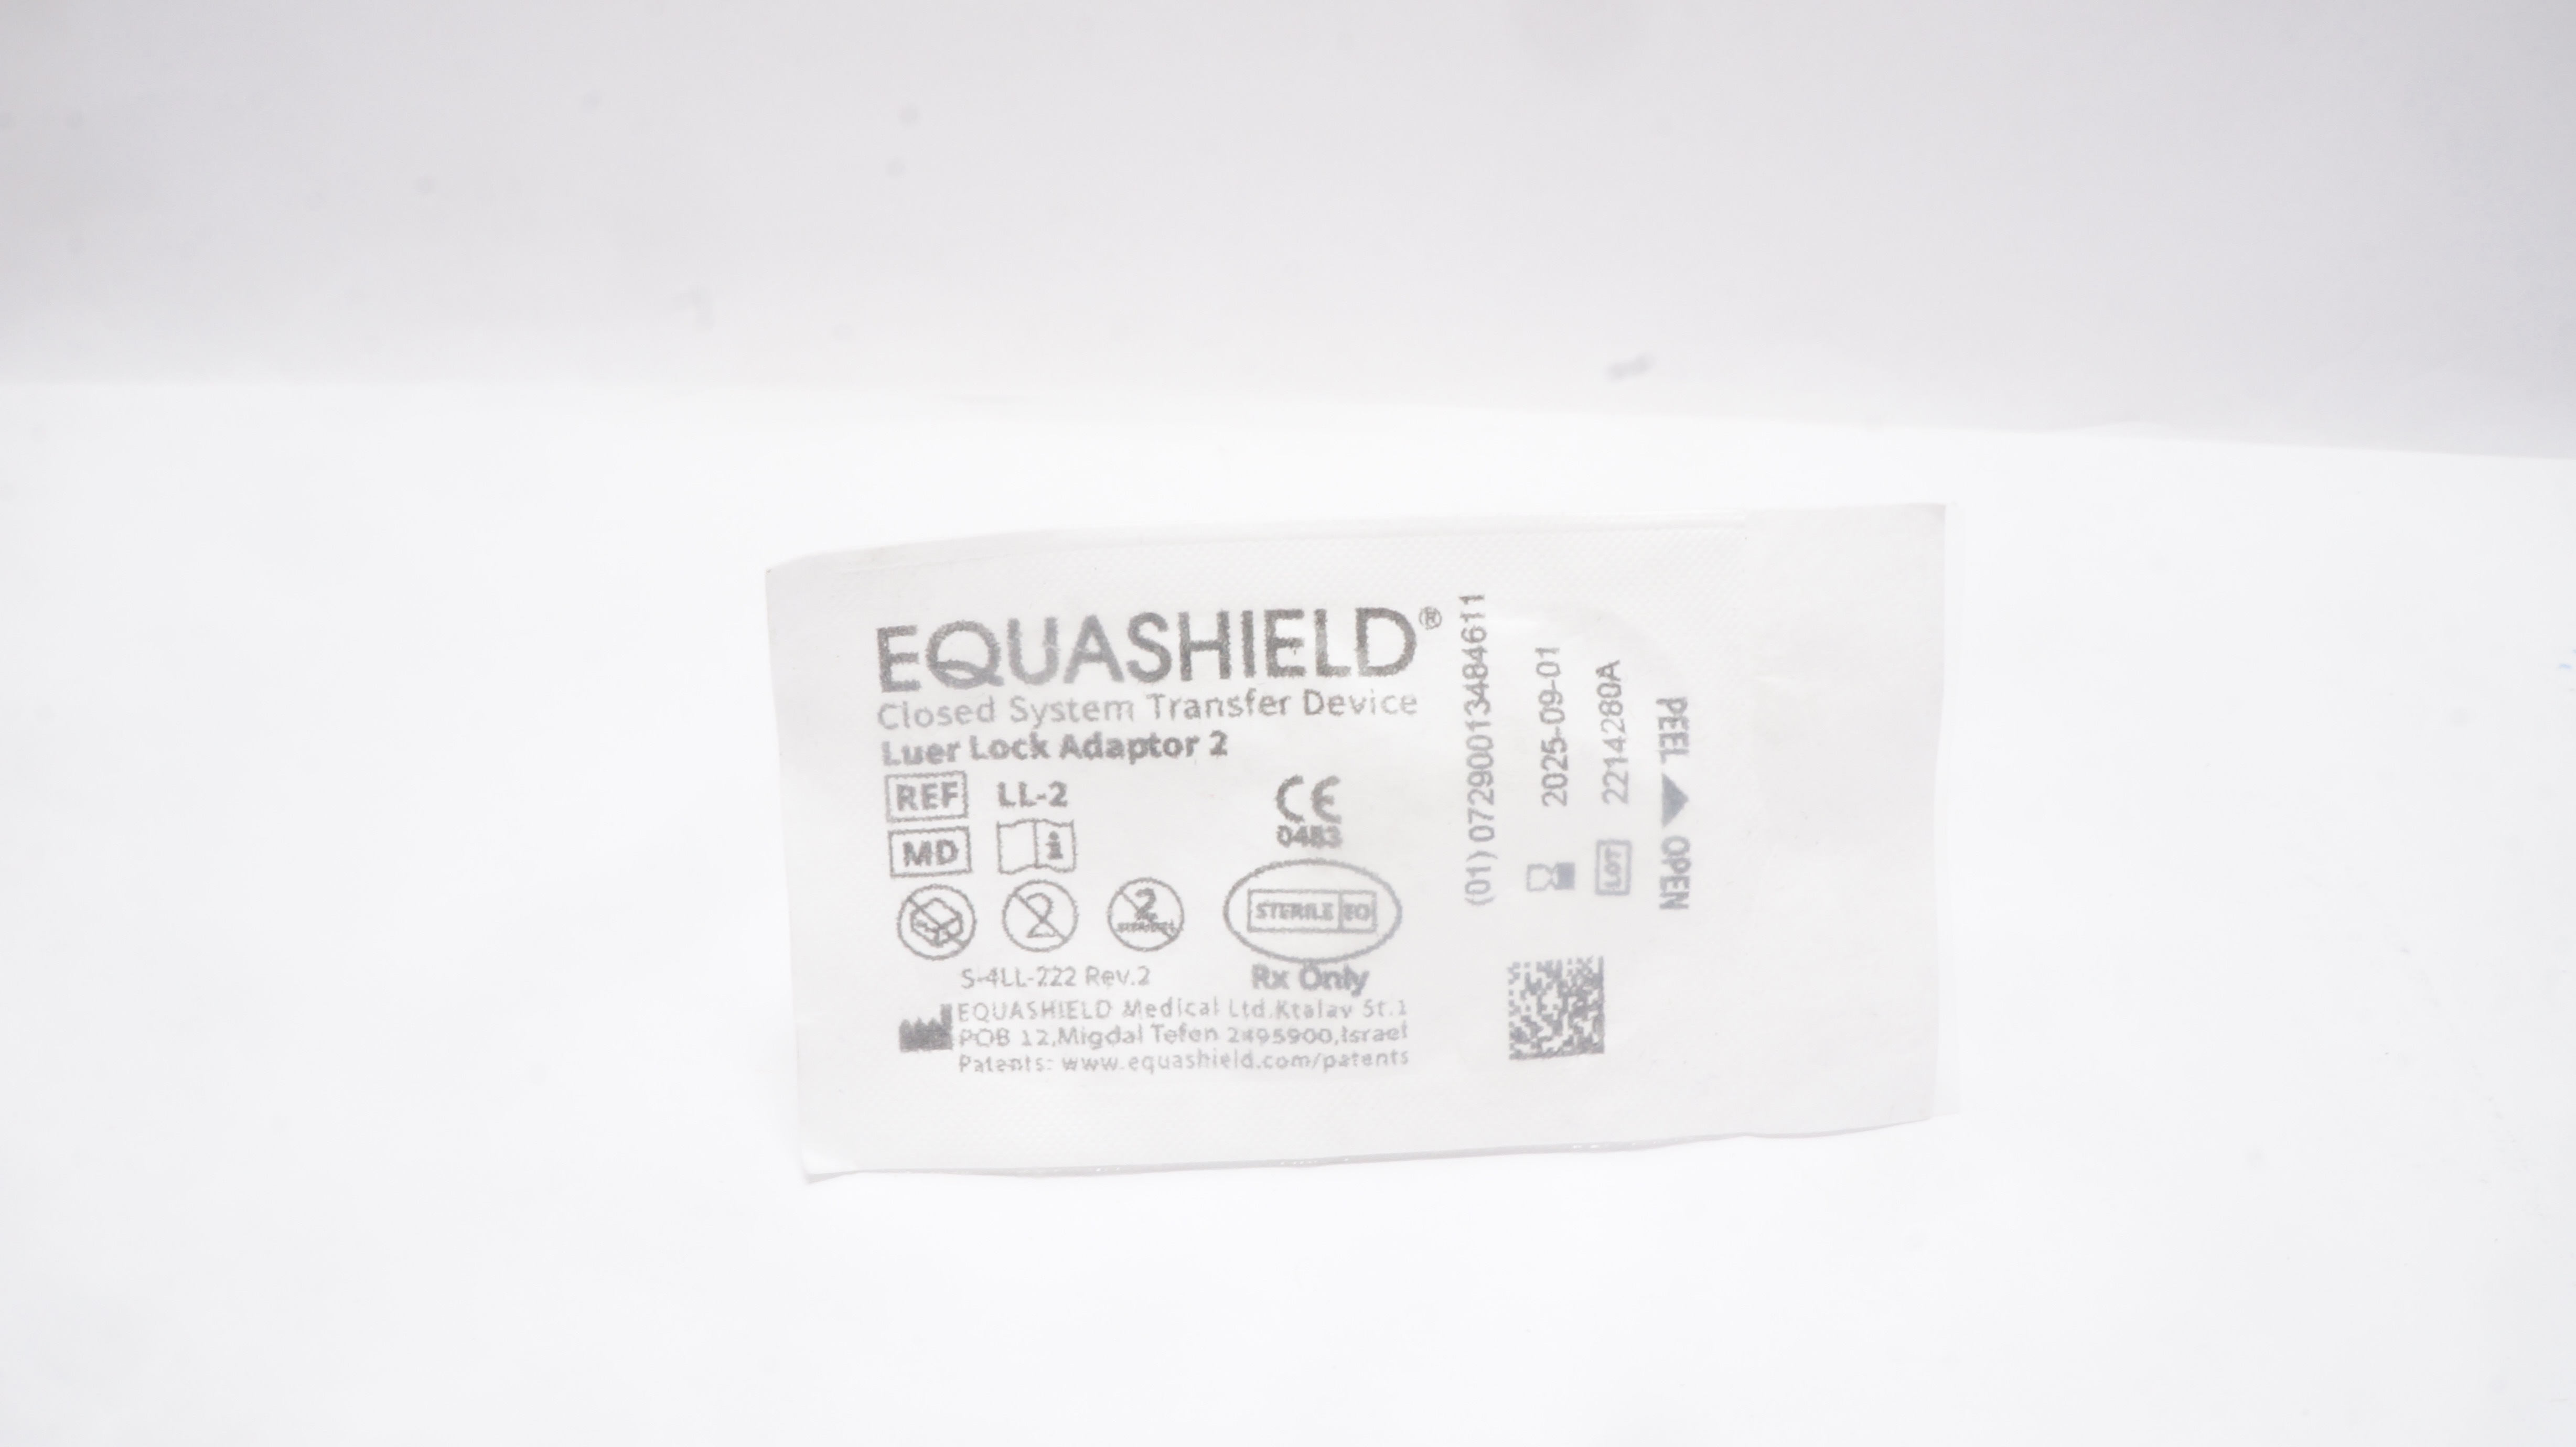 EQUASHIELD®
Closed System Transfer Device
Luer Lock Adaptor 2
REF LL-2
CE
0483
MD
2
2
STERILE EO
S-4LL-222 Rev.2
Rx Only
EQUASHIELD Medical Ltd.Ktalav St.1
POB 12,Migdal Tefen 2495900,Israel
Patents: www.equashield.com/patents
(01) 07290013484611
2025-09-01
LOT 2214280A
PEEL OPEN